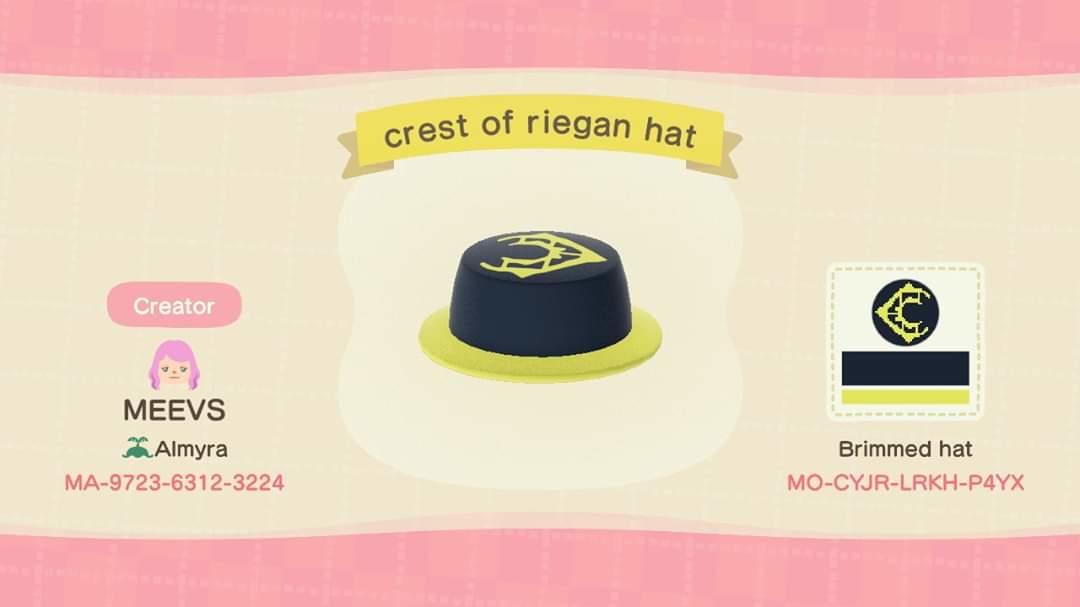 crest of riegan hat
Creator
MEEVS
Almyra
MA-9723-6312-3224
Brimmed hat
MO-CYJR-LRKH-P4YX